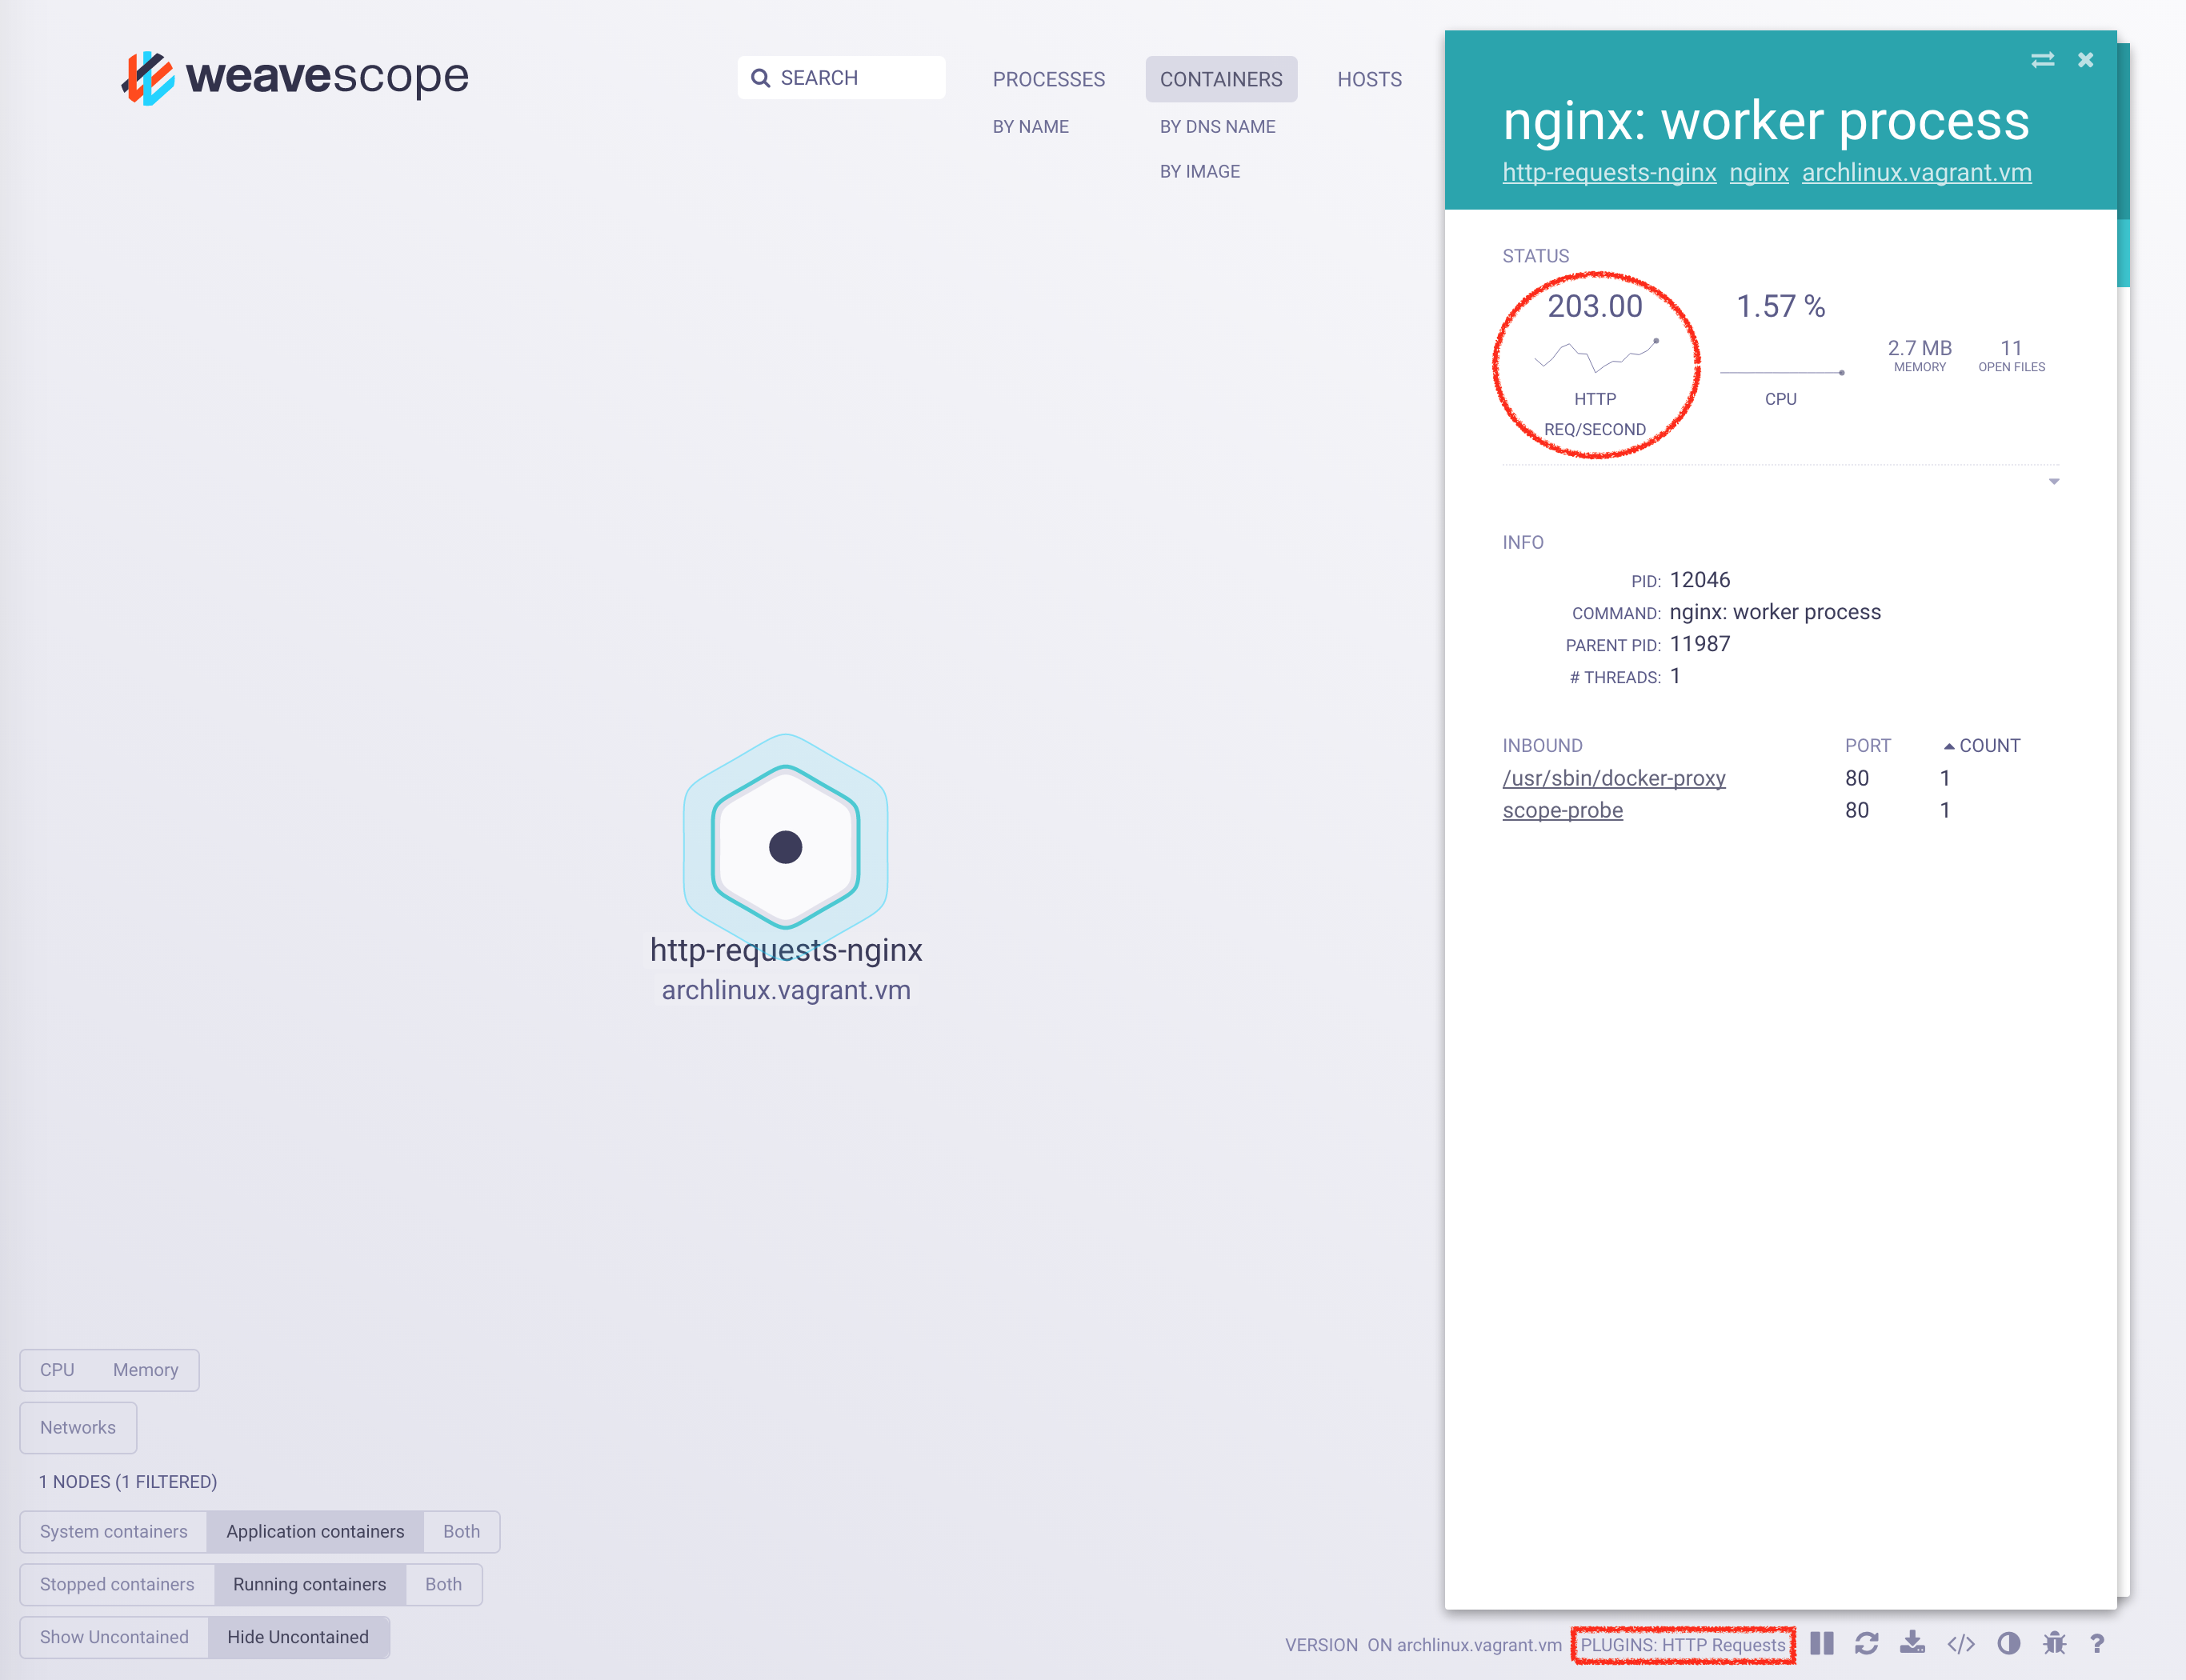 weavescope
SEARCH
PROCESSES
CONTAINERS
HOSTS
BY NAME
BY DNS NAME
BY IMAGE
nginx: worker process
http-requests-nginx nginx archlinux.vagrant.vm
STATUS
203.00
HTTP
REQ/SECOND
1.57 %
CPU
2.7 MB
MEMORY
11
OPEN FILES
INFO
PID: 12046
COMMAND: nginx: worker process
PARENT PID: 11987
# THREADS: 1
INBOUND PORT COUNT
/usr/sbin/docker-proxy 80 1
scope-probe 80 1
http-requests-nginx
archlinux.vagrant.vm
CPU Memory
Networks
1 NODES (1 FILTERED)
System containers Application containers Both
Stopped containers Running containers Both
Show Uncontained Hide Uncontained
VERSION ON archlinux.vagrant.vm PLUGINS: HTTP Requests </> ?